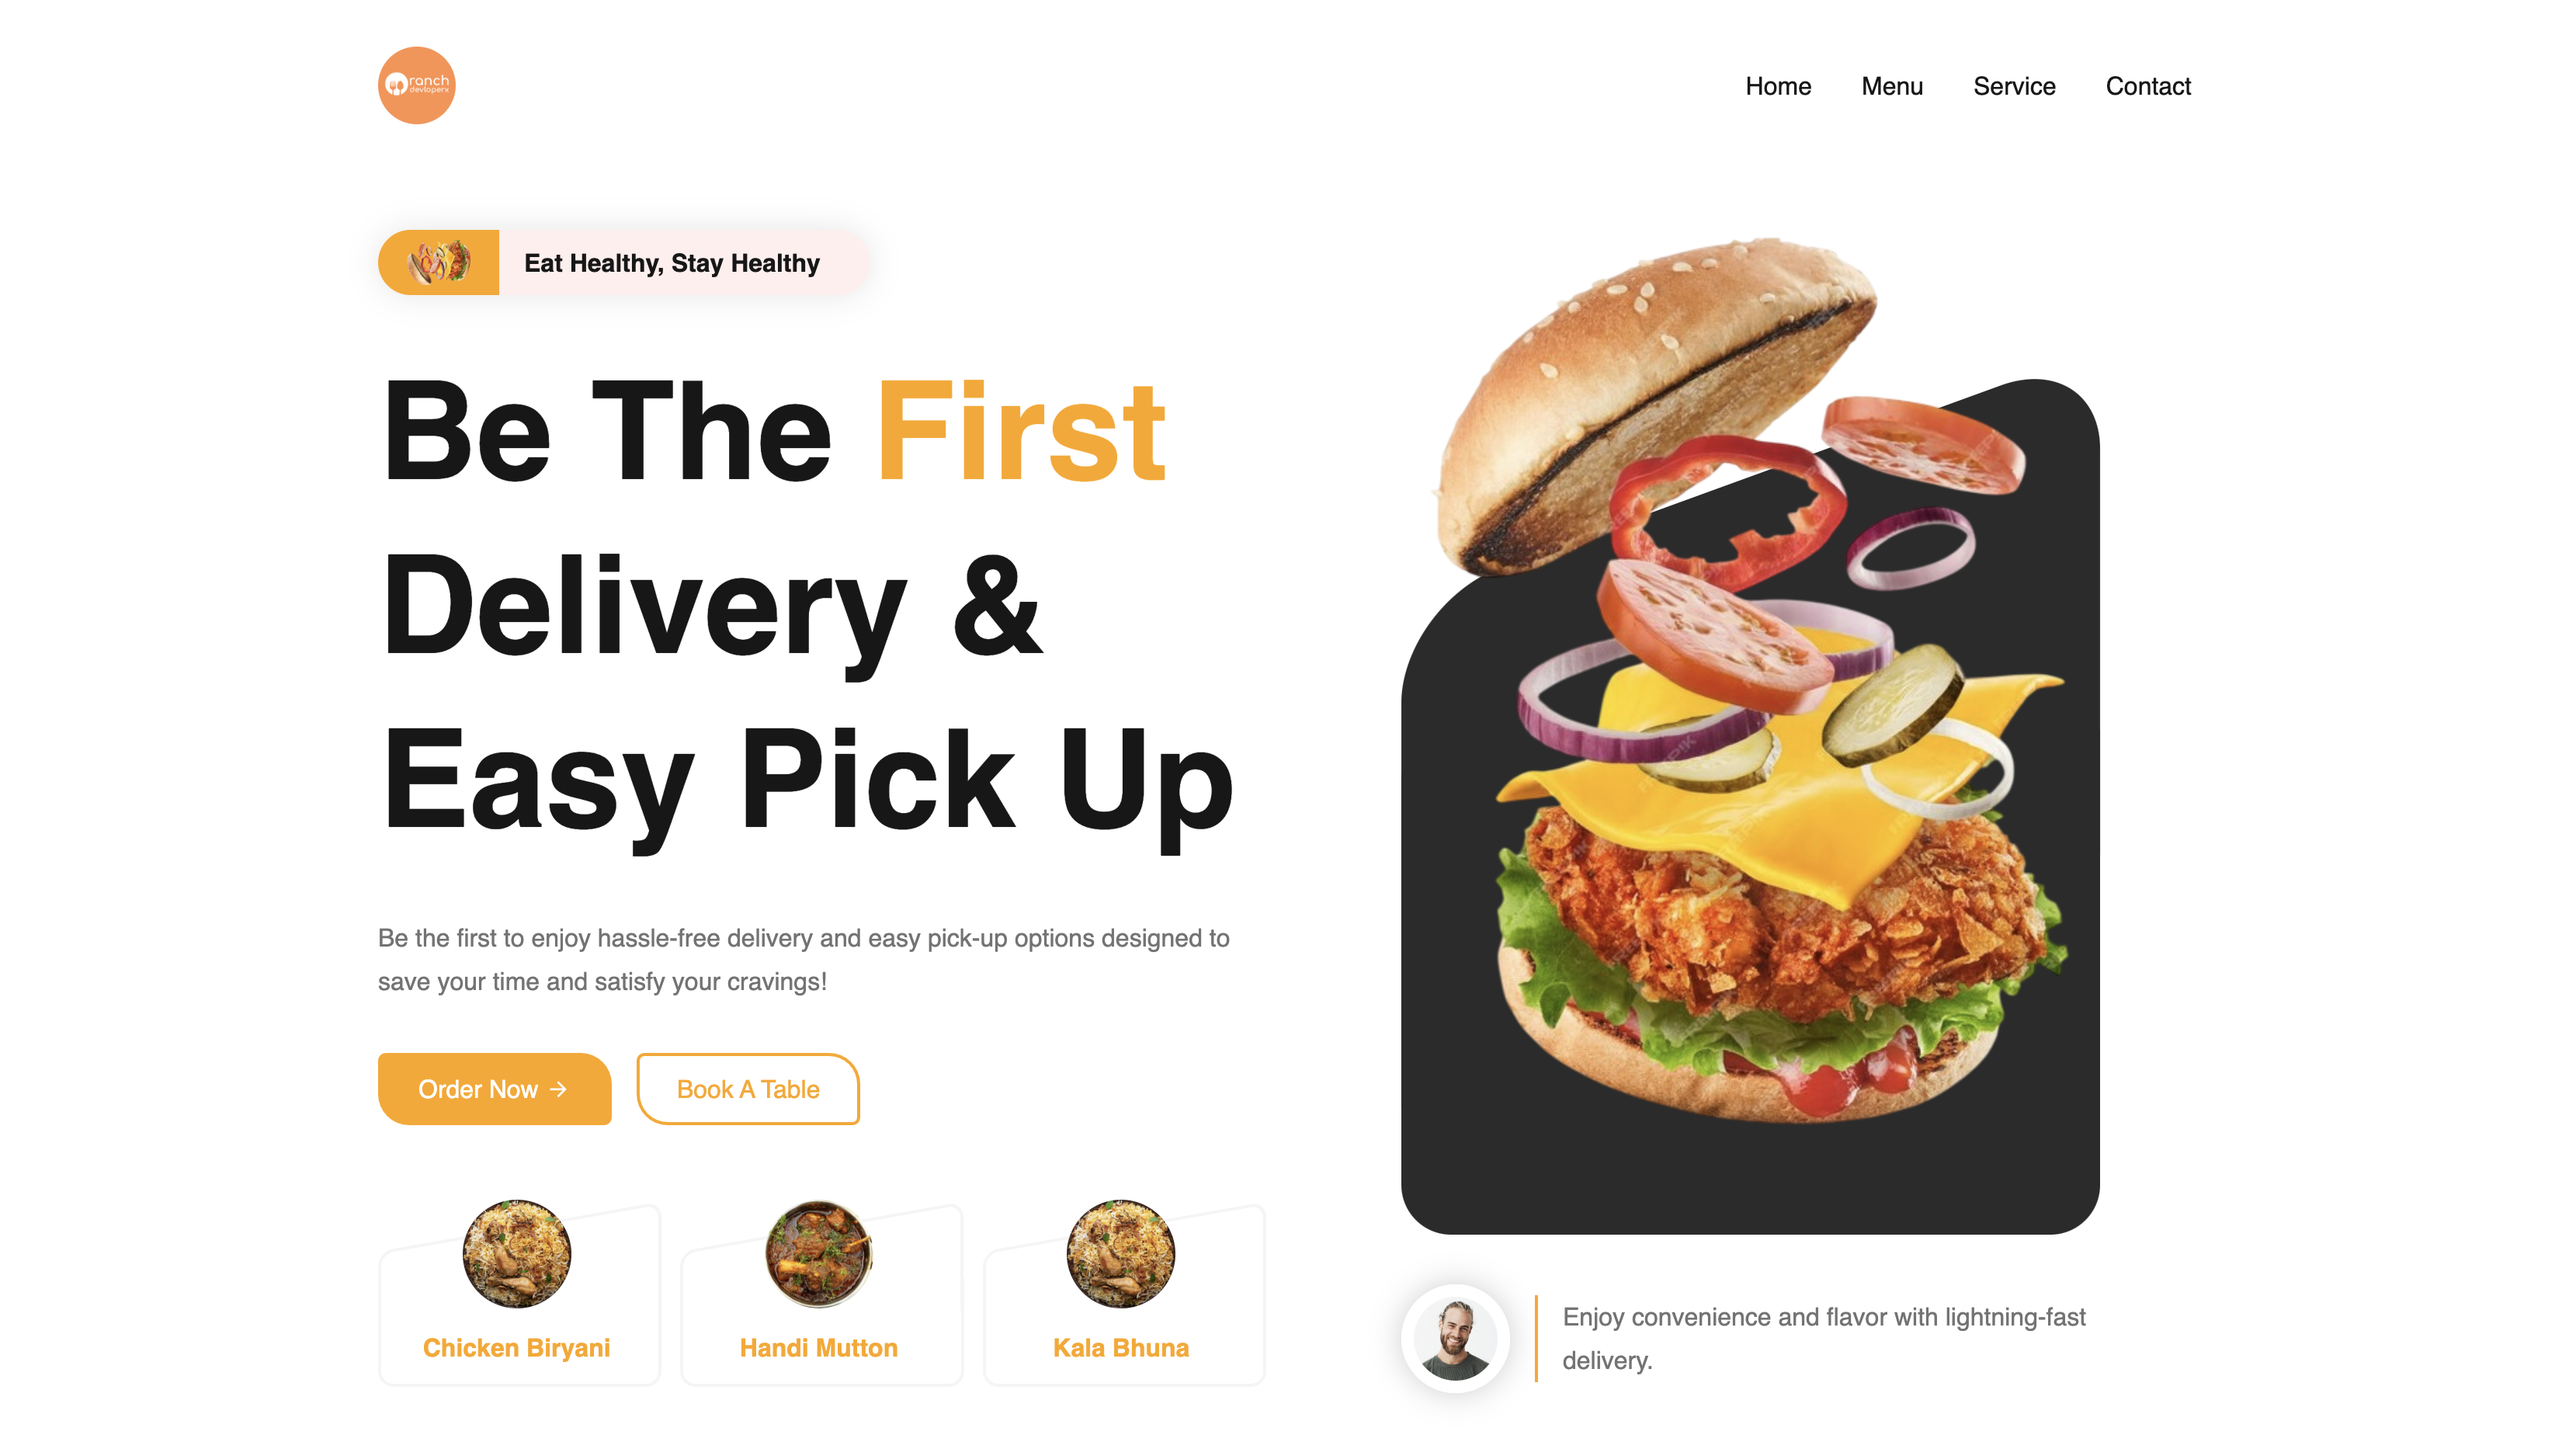 ranch
devloperx
Home
Menu
Service
Contact
Eat Healthy, Stay Healthy
Be The First
Delivery &
Easy Pick Up
Be the first to enjoy hassle-free delivery and easy pick-up options designed to
save your time and satisfy your cravings!
Order Now →
Book A Table
Chicken Biryani
Handi Mutton
Kala Bhuna
Enjoy convenience and flavor with lightning-fast
delivery.